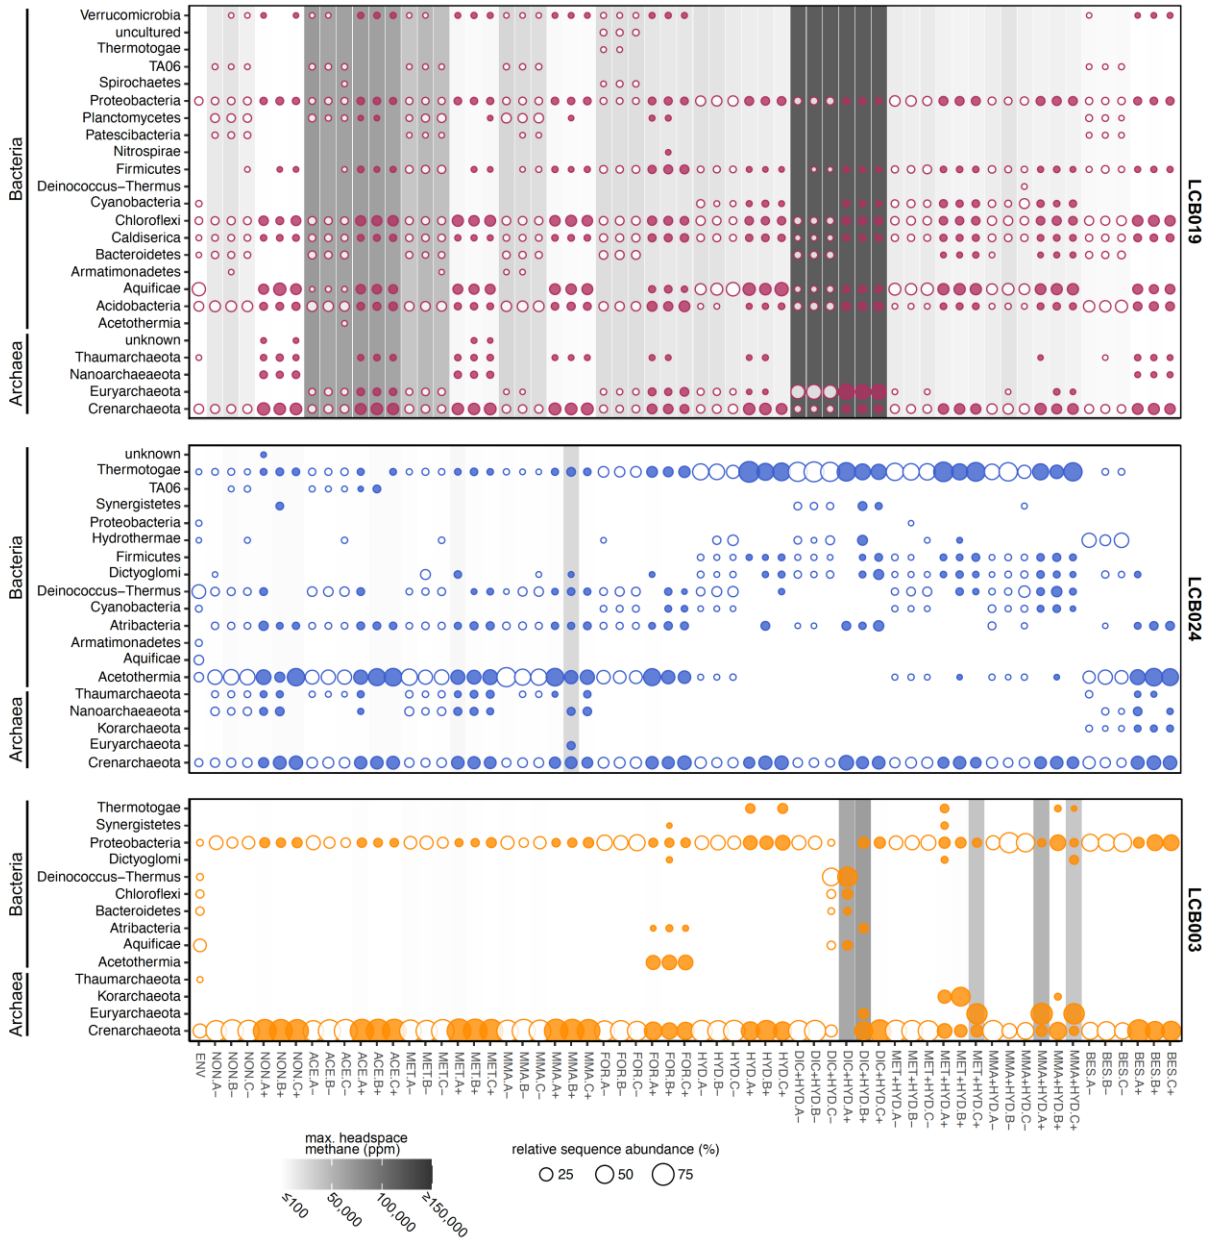 Verrucomicrobia
uncultured
Thermotogae
TA06
Spirochaetes
Proteobacteria
Planctomycetes
Patescibacteria
Nitrospirae
Firmicutes
Deinococcus−Thermus
Cyanobacteria
Chloroflexi
Caldiserica
Bacteroidetes
Armatimonadetes
Aquificae
Acidobacteria
Acetothermia
unknown
Thaumarchaeota
Nanoarchaeaeota
Euryarchaeota
Crenarchaeota
Bacteria
Archaea
LCB019
unknown
Thermotogae
TA06
Synergistetes
Proteobacteria
Hydrothermae
Firmicutes
Dictyoglomi
Deinococcus−Thermus
Cyanobacteria
Atribacteria
Armatimonadetes
Aquificae
Acetothermia
Thaumarchaeota
Nanoarchaeaeota
Korarchaeota
Euryarchaeota
Crenarchaeota
Bacteria
Archaea
LCB024
Thermotogae
Synergistetes
Proteobacteria
Dictyoglomi
Deinococcus−Thermus
Chloroflexi
Bacteroidetes
Atribacteria
Aquificae
Acetothermia
Thaumarchaeota
Korarchaeota
Euryarchaeota
Crenarchaeota
Bacteria
Archaea
LCB003
ENV
NON.A−
NON.B−
NON.C−
NON.A+
NON.B+
NON.C+
ACE.A−
ACE.B−
ACE.C−
ACE.A+
ACE.B+
ACE.C+
MET.A−
MET.B−
MET.C−
MET.A+
MET.B+
MET.C+
MMA.A−
MMA.B−
MMA.C−
MMA.A+
MMA.B+
MMA.C+
FOR.A−
FOR.B−
FOR.C−
FOR.A+
FOR.B+
FOR.C+
HYD.A−
HYD.B−
HYD.C−
HYD.A+
HYD.B+
HYD.C+
DIC+HYD.A−
DIC+HYD.B−
DIC+HYD.C−
DIC+HYD.A+
DIC+HYD.B+
DIC+HYD.C+
MET+HYD.A−
MET+HYD.B−
MET+HYD.C−
MET+HYD.A+
MET+HYD.B+
MET+HYD.C+
MMA+HYD.A−
MMA+HYD.B−
MMA+HYD.C−
MMA+HYD.A+
MMA+HYD.B+
MMA+HYD.C+
BES.A−
BES.B−
BES.C−
BES.A+
BES.B+
BES.C+
max. headspace
methane (ppm)
≤100
50,000
100,000
≥150,000
relative sequence abundance (%)
25
50
75